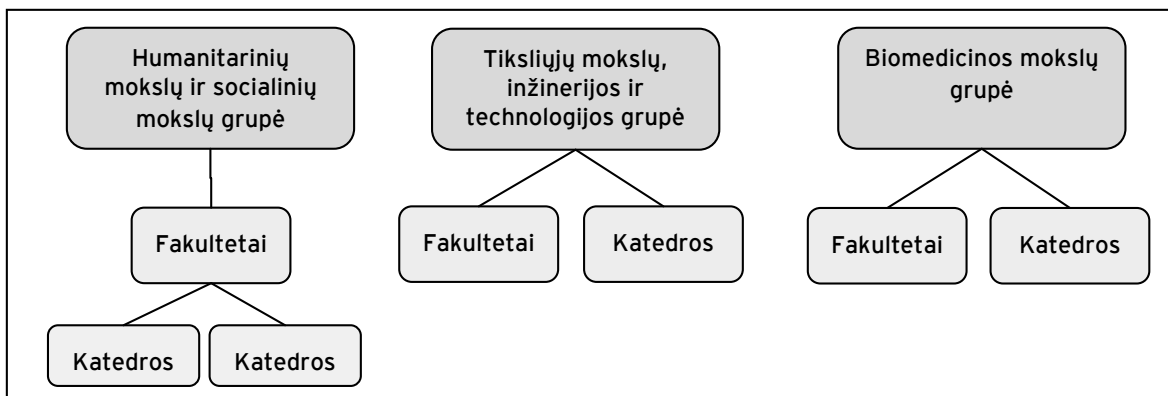 Humanitarinių
mokslų ir socialinių
mokslų grupė
Tiksliųjų mokslų,
inžinerijos ir
technologijos grupė
Biomedicinos mokslų
grupė
Fakultetai
Fakultetai
Katedros
Fakultetai
Katedros
Katedros
Katedros